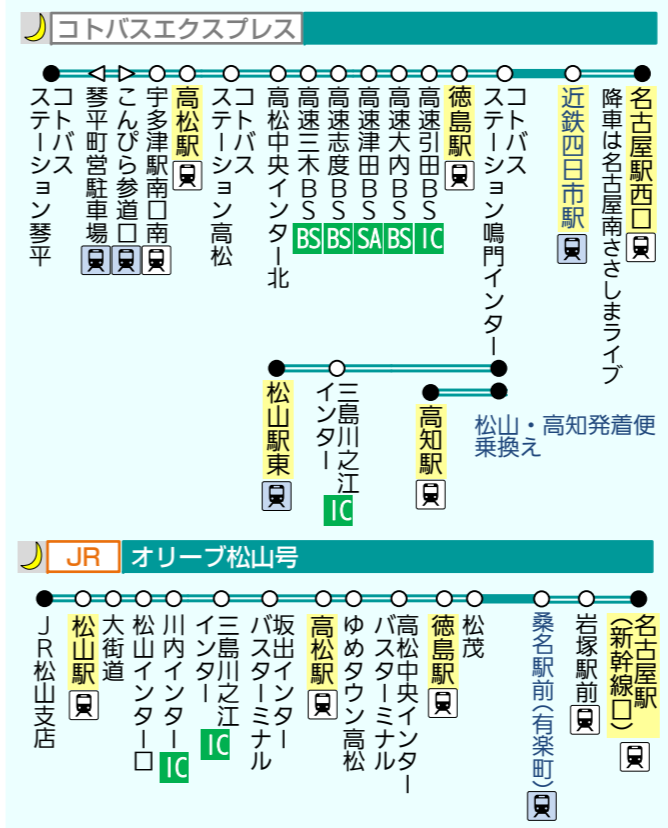 コトバスエクスプレス
コトバス
ステーション琴平
琴平町営駐車場
こんぴら参道口
宇多津駅南口南
高松駅
コトバス
ステーション高松
高松中央インター北
高速三木BS
BS
高速志度BS
BS
高速津田BS
SA
高速大内BS
BS
高速引田BS
IC
徳島駅
コトバス
ステーション鳴門インター
近鉄四日市駅
名古屋駅西口
降車は名古屋南ささしまライブ
松山駅東
三島川之江
インター
IC
高知駅
松山・高知発着便
乗換え
JR
オリーブ松山号
JR松山支店
松山駅
大街道
松山インター口
川内インター
IC
三島川之江
インター
IC
坂出インター
バスターミナル
高松駅
ゆめタウン高松
高松中央インター
バスターミナル
徳島駅
松茂
桑名駅前(有楽町)
岩塚駅前
名古屋駅
(新幹線口)